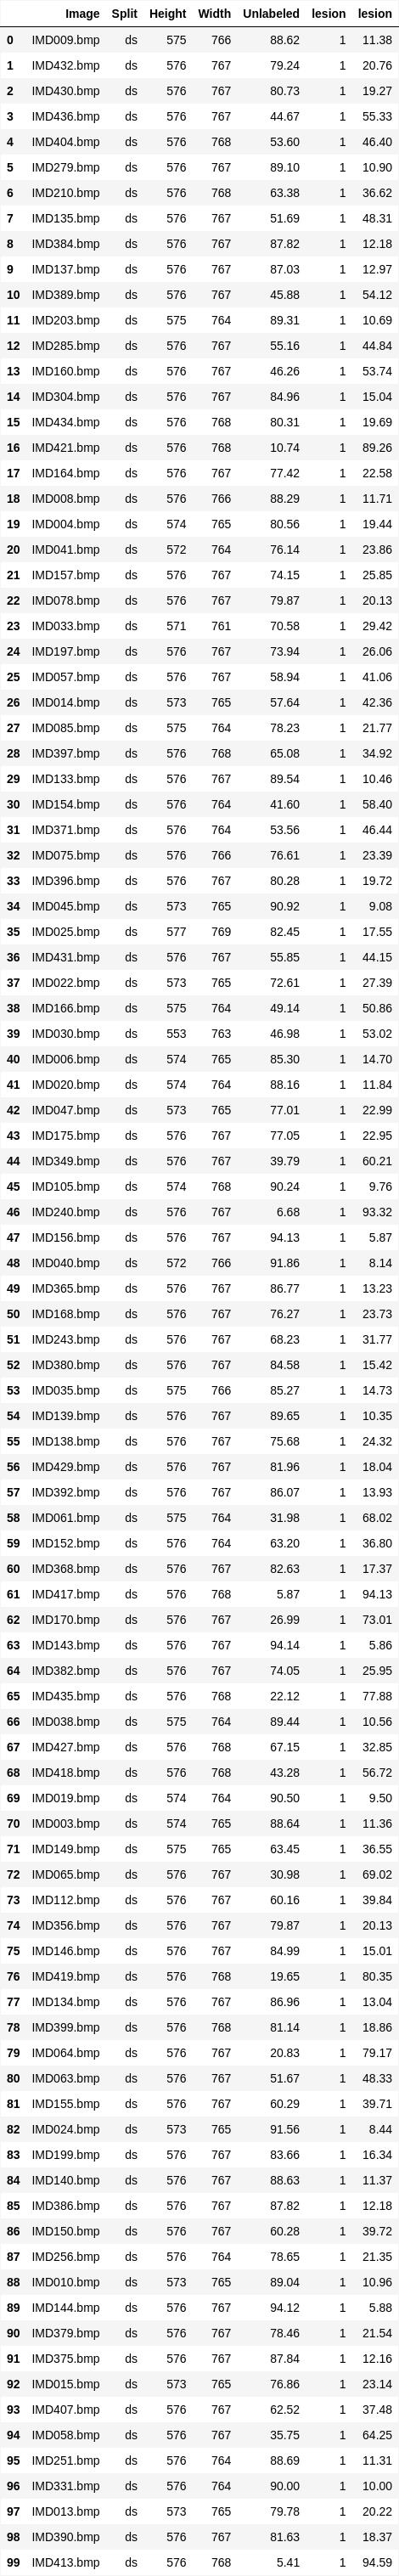 Image Split Height Width Unlabeled lesion lesion
0 IMD009.bmp ds 575 766 88.62 1 11.38
1 IMD432.bmp ds 576 767 79.24 1 20.76
2 IMD430.bmp ds 576 767 80.73 1 19.27
3 IMD436.bmp ds 576 767 44.67 1 55.33
4 IMD404.bmp ds 576 768 53.60 1 46.40
5 IMD279.bmp ds 576 767 89.10 1 10.90
6 IMD210.bmp ds 576 768 63.38 1 36.62
7 IMD135.bmp ds 576 767 51.69 1 48.31
8 IMD384.bmp ds 576 767 87.82 1 12.18
9 IMD137.bmp ds 576 767 87.03 1 12.97
10 IMD389.bmp ds 576 767 45.88 1 54.12
11 IMD203.bmp ds 575 764 89.31 1 10.69
12 IMD285.bmp ds 576 767 55.16 1 44.84
13 IMD160.bmp ds 576 767 46.26 1 53.74
14 IMD304.bmp ds 576 767 84.96 1 15.04
15 IMD434.bmp ds 576 768 80.31 1 19.69
16 IMD421.bmp ds 576 768 10.74 1 89.26
17 IMD164.bmp ds 576 767 77.42 1 22.58
18 IMD008.bmp ds 576 766 88.29 1 11.71
19 IMD004.bmp ds 574 765 80.56 1 19.44
20 IMD041.bmp ds 572 764 76.14 1 23.86
21 IMD157.bmp ds 576 767 74.15 1 25.85
22 IMD078.bmp ds 576 767 79.87 1 20.13
23 IMD033.bmp ds 571 761 70.58 1 29.42
24 IMD197.bmp ds 576 767 73.94 1 26.06
25 IMD057.bmp ds 576 767 58.94 1 41.06
26 IMD014.bmp ds 573 765 57.64 1 42.36
27 IMD085.bmp ds 575 764 78.23 1 21.77
28 IMD397.bmp ds 576 768 65.08 1 34.92
29 IMD133.bmp ds 576 767 89.54 1 10.46
30 IMD154.bmp ds 576 764 41.60 1 58.40
31 IMD371.bmp ds 576 764 53.56 1 46.44
32 IMD075.bmp ds 576 766 76.61 1 23.39
33 IMD396.bmp ds 576 767 80.28 1 19.72
34 IMD045.bmp ds 573 765 90.92 1 9.08
35 IMD025.bmp ds 577 769 82.45 1 17.55
36 IMD431.bmp ds 576 767 55.85 1 44.15
37 IMD022.bmp ds 573 765 72.61 1 27.39
38 IMD166.bmp ds 575 764 49.14 1 50.86
39 IMD030.bmp ds 553 763 46.98 1 53.02
40 IMD006.bmp ds 574 765 85.30 1 14.70
41 IMD020.bmp ds 574 764 88.16 1 11.84
42 IMD047.bmp ds 573 765 77.01 1 22.99
43 IMD175.bmp ds 576 767 77.05 1 22.95
44 IMD349.bmp ds 576 767 39.79 1 60.21
45 IMD105.bmp ds 574 768 90.24 1 9.76
46 IMD240.bmp ds 576 767 6.68 1 93.32
47 IMD156.bmp ds 576 767 94.13 1 5.87
48 IMD040.bmp ds 572 766 91.86 1 8.14
49 IMD365.bmp ds 576 767 86.77 1 13.23
50 IMD168.bmp ds 576 767 76.27 1 23.73
51 IMD243.bmp ds 576 767 68.23 1 31.77
52 IMD380.bmp ds 576 767 84.58 1 15.42
53 IMD035.bmp ds 575 766 85.27 1 14.73
54 IMD139.bmp ds 576 767 89.65 1 10.35
55 IMD138.bmp ds 576 767 75.68 1 24.32
56 IMD429.bmp ds 576 767 81.96 1 18.04
57 IMD392.bmp ds 576 767 86.07 1 13.93
58 IMD061.bmp ds 575 764 31.98 1 68.02
59 IMD152.bmp ds 576 764 63.20 1 36.80
60 IMD368.bmp ds 576 767 82.63 1 17.37
61 IMD417.bmp ds 576 768 5.87 1 94.13
62 IMD170.bmp ds 576 767 26.99 1 73.01
63 IMD143.bmp ds 576 767 94.14 1 5.86
64 IMD382.bmp ds 576 767 74.05 1 25.95
65 IMD435.bmp ds 576 768 22.12 1 77.88
66 IMD038.bmp ds 575 764 89.44 1 10.56
67 IMD427.bmp ds 576 768 67.15 1 32.85
68 IMD418.bmp ds 576 768 43.28 1 56.72
69 IMD019.bmp ds 574 764 90.50 1 9.50
70 IMD003.bmp ds 574 765 88.64 1 11.36
71 IMD149.bmp ds 575 765 63.45 1 36.55
72 IMD065.bmp ds 576 767 30.98 1 69.02
73 IMD112.bmp ds 576 767 60.16 1 39.84
74 IMD356.bmp ds 576 767 79.87 1 20.13
75 IMD146.bmp ds 576 767 84.99 1 15.01
76 IMD419.bmp ds 576 768 19.65 1 80.35
77 IMD134.bmp ds 576 767 86.96 1 13.04
78 IMD399.bmp ds 576 768 81.14 1 18.86
79 IMD064.bmp ds 576 767 20.83 1 79.17
80 IMD063.bmp ds 576 767 51.67 1 48.33
81 IMD155.bmp ds 576 767 60.29 1 39.71
82 IMD024.bmp ds 573 765 91.56 1 8.44
83 IMD199.bmp ds 576 767 83.66 1 16.34
84 IMD140.bmp ds 576 767 88.63 1 11.37
85 IMD386.bmp ds 576 767 87.82 1 12.18
86 IMD150.bmp ds 576 767 60.28 1 39.72
87 IMD256.bmp ds 576 764 78.65 1 21.35
88 IMD010.bmp ds 573 765 89.04 1 10.96
89 IMD144.bmp ds 576 767 94.12 1 5.88
90 IMD379.bmp ds 576 767 78.46 1 21.54
91 IMD375.bmp ds 576 767 87.84 1 12.16
92 IMD015.bmp ds 573 765 76.86 1 23.14
93 IMD407.bmp ds 576 767 62.52 1 37.48
94 IMD058.bmp ds 576 767 35.75 1 64.25
95 IMD251.bmp ds 576 764 88.69 1 11.31
96 IMD331.bmp ds 576 764 90.00 1 10.00
97 IMD013.bmp ds 573 765 79.78 1 20.22
98 IMD390.bmp ds 576 767 81.63 1 18.37
99 IMD413.bmp ds 576 768 5.41 1 94.59